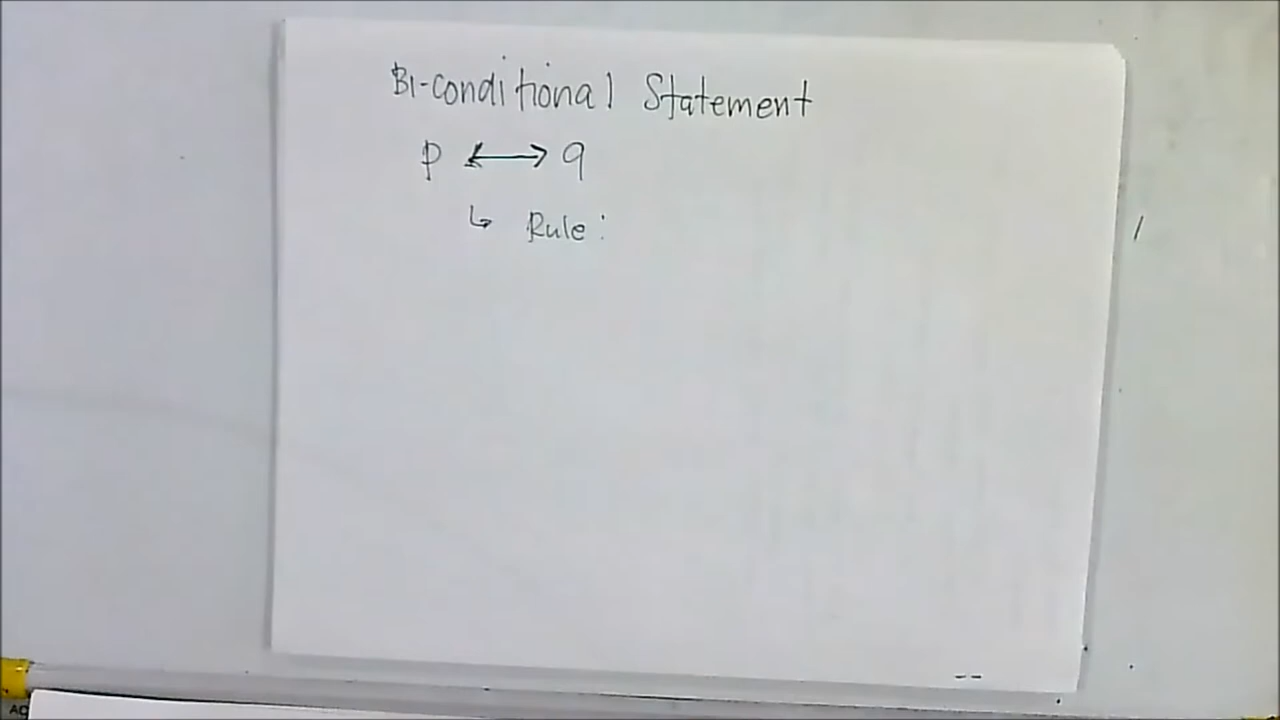 Bi-conditional Statement
p ↔ q
↳ Rule: